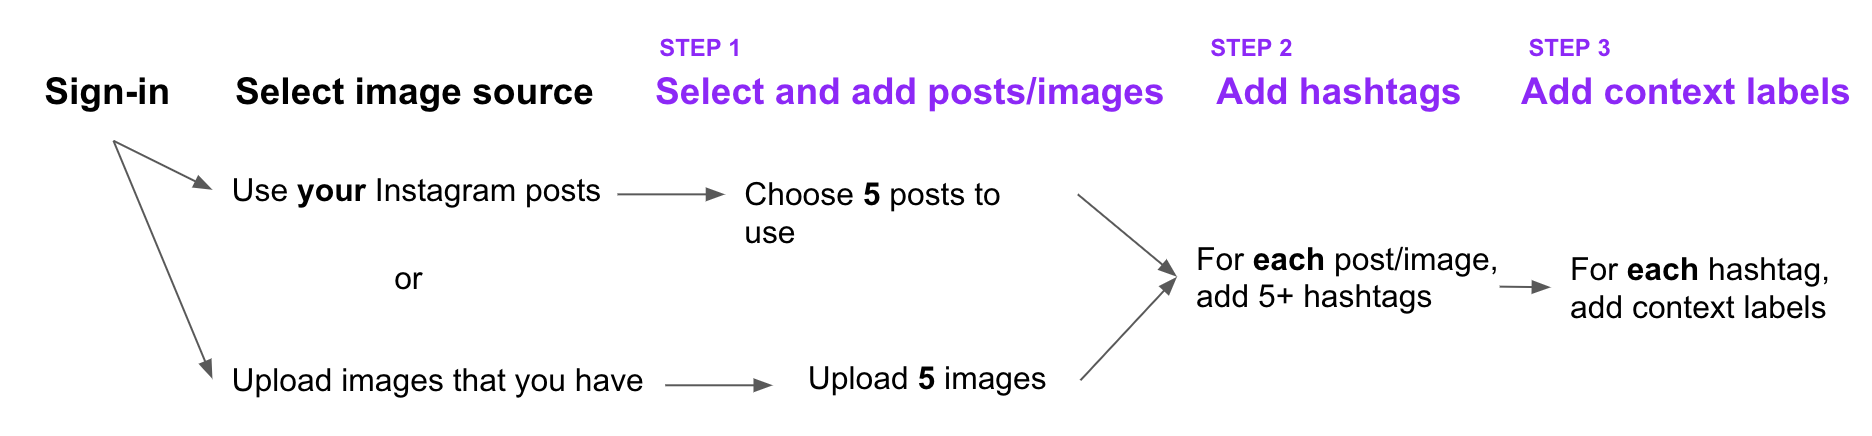 STEP 1
STEP 2
STEP 3
Sign-in
Select image source
Select and add posts/images
Add hashtags
Add context labels
Use your Instagram posts
Choose 5 posts to
use
or
For each post/image,
add 5+ hashtags
For each hashtag,
add context labels
Upload images that you have
Upload 5 images